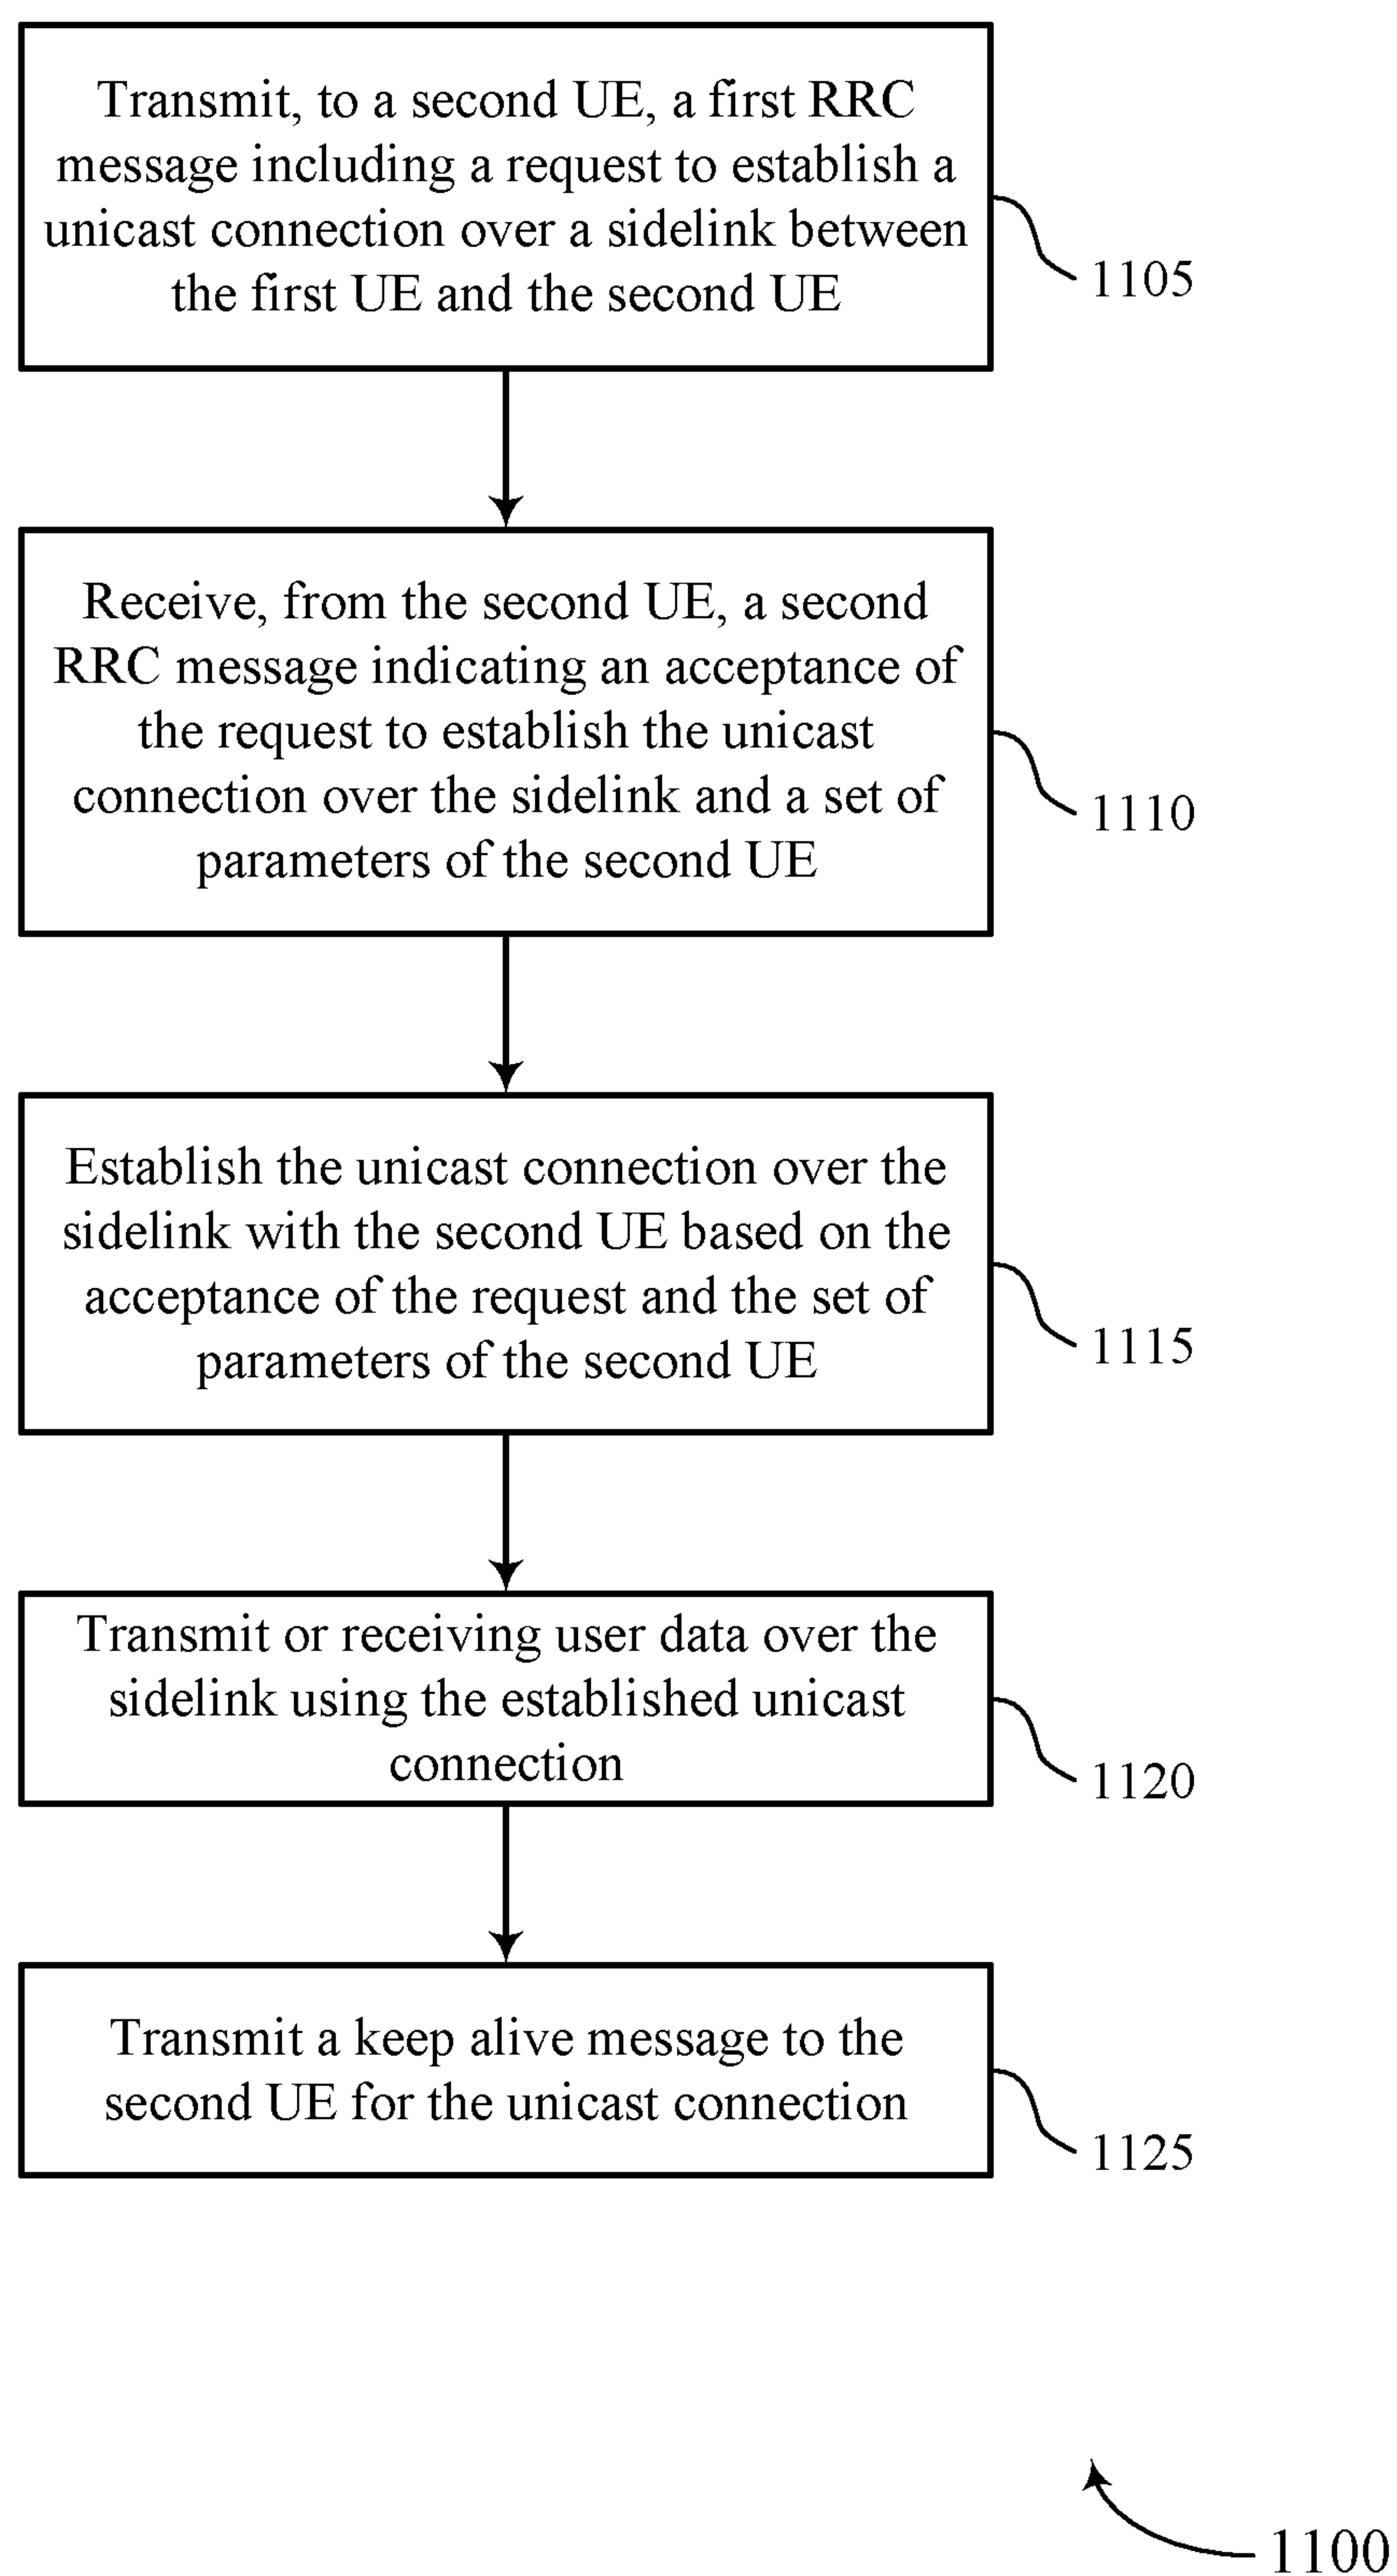 Transmit, to a second UE, a first RRC
message including a request to establish a
unicast connection over a sidelink between
the first UE and the second UE
1105
Receive, from the second UE, a second
RRC message indicating an acceptance of
the request to establish the unicast
connection over the sidelink and a set of
parameters of the second UE
1110
Establish the unicast connection over the
sidelink with the second UE based on the
acceptance of the request and the set of
parameters of the second UE
1115
Transmit or receiving user data over the
sidelink using the established unicast
connection
1120
Transmit a keep alive message to the
second UE for the unicast connection
1125
1100